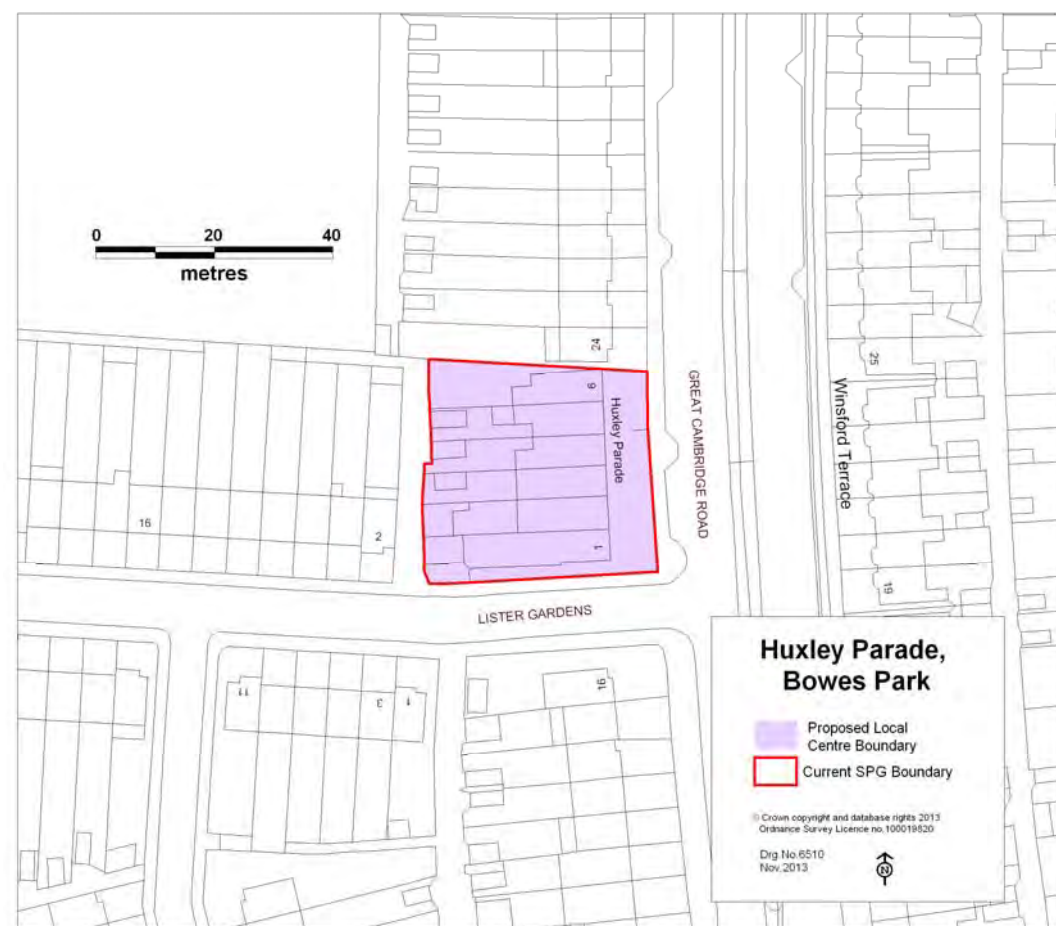 0 20 40
metres
24
6
Huxley Parade
1
GREAT CAMBRIDGE ROAD
Winsford Terrace
25
19
16
2
LISTER GARDENS
11
3
1
16
Huxley Parade,
Bowes Park
Proposed Local
Centre Boundary
Current SPG Boundary
© Crown copyright and database rights 2013
Ordnance Survey Licence no.100019820
Drg.No.6510
Nov.2013
N